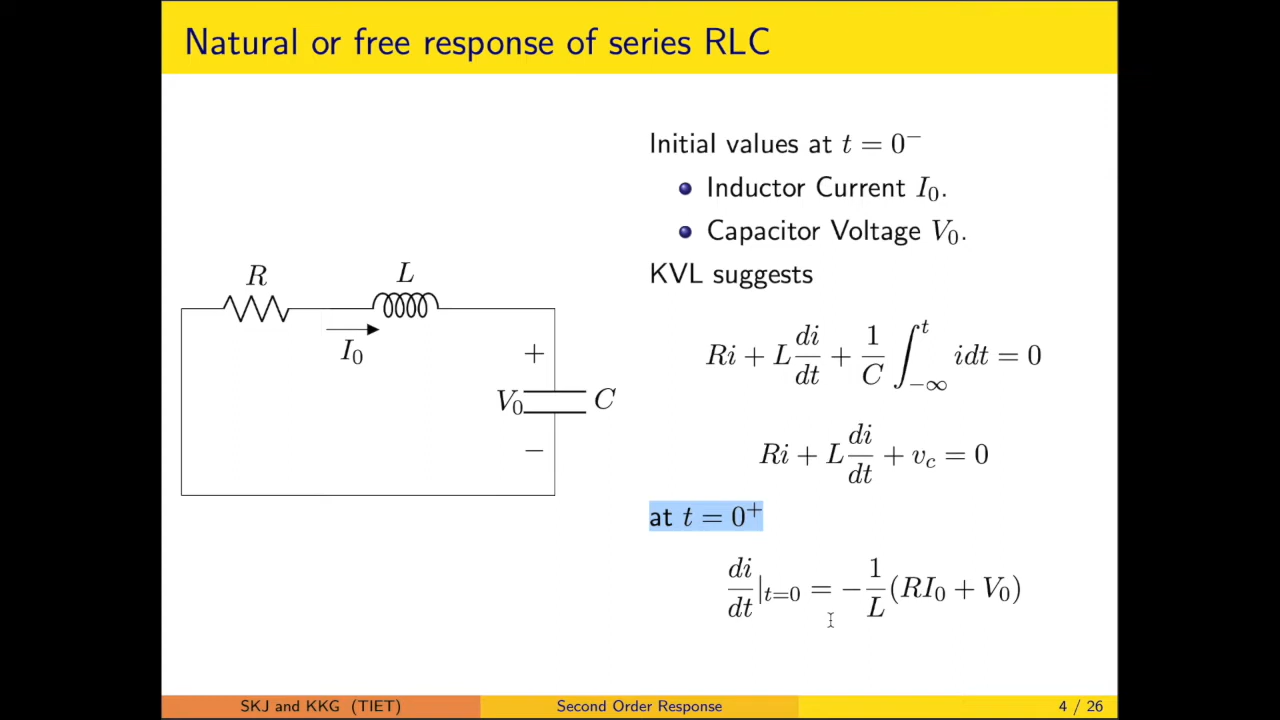 Natural or free response of series RLC
Initial values at t = 0⁻
Inductor Current I₀.
Capacitor Voltage V₀.
KVL suggests
Ri + L di/dt + 1/C ∫_{-∞}^{t} idt = 0
Ri + L di/dt + v_c = 0
at t = 0⁺
di/dt|_{t=0} = −1/L (RI₀ + V₀)
R
L
I₀
+
V₀
C
−
SKJ and KKG (TIET)
Second Order Response
4 / 26